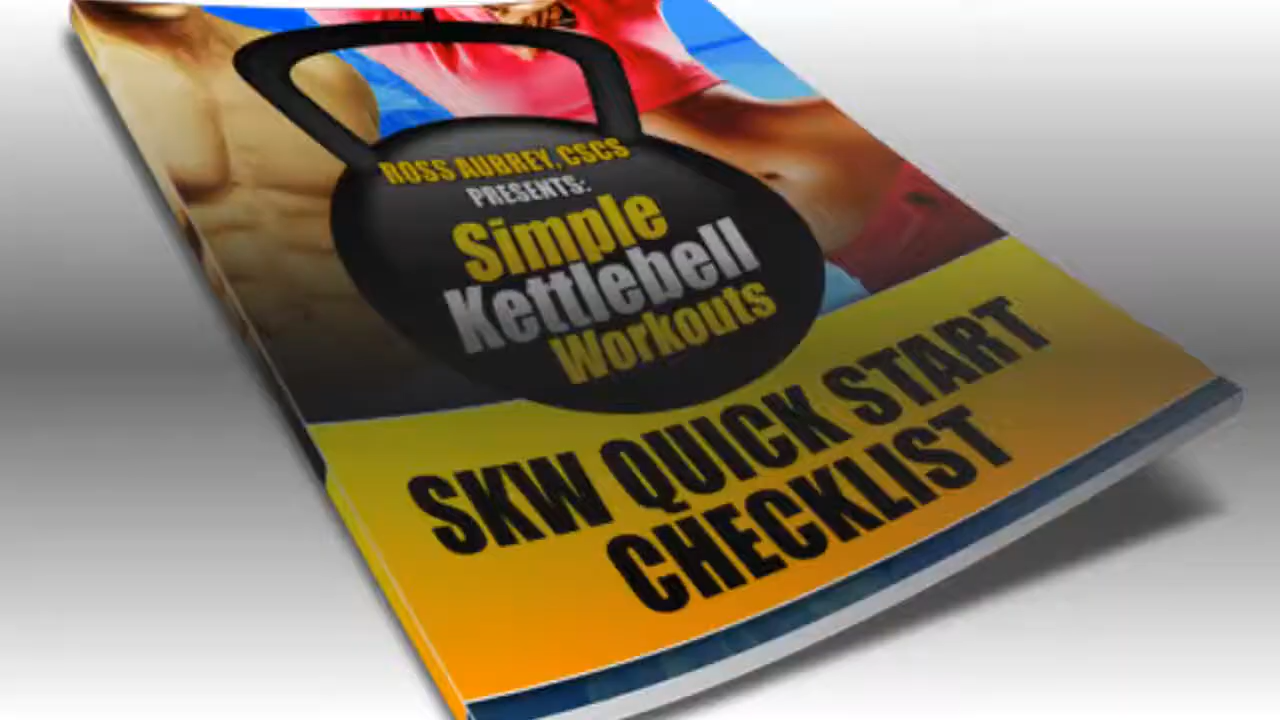 ROSS AUBREY, CSCS
PRESENTS:
Simple
Kettlebell
Workouts
SKW QUICK START
CHECKLIST